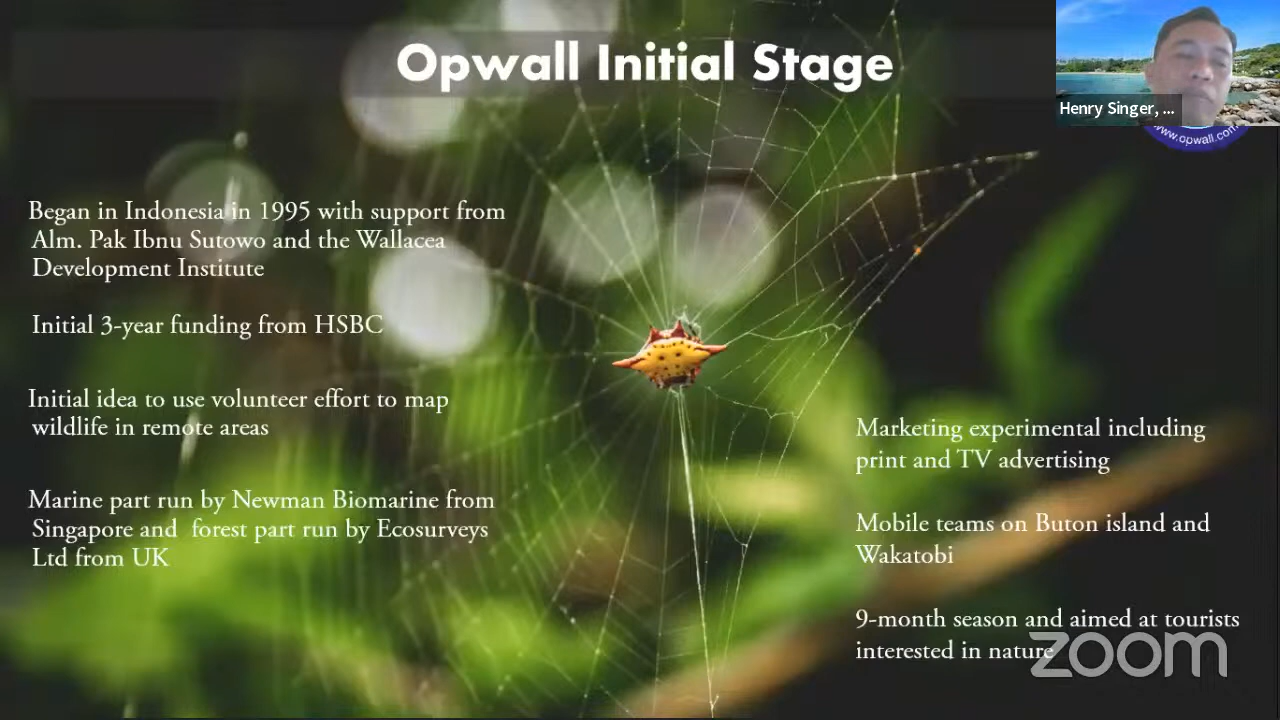 Opwall Initial Stage
Henry Singer, ...
www.opwall.com
Began in Indonesia in 1995 with support from
Alm. Pak Ibnu Sutowo and the Wallacea
Development Institute
Initial 3-year funding from HSBC
Initial idea to use volunteer effort to map
wildlife in remote areas
Marine part run by Newman Biomarine from
Singapore and forest part run by Ecosurveys
Ltd from UK
Marketing experimental including
print and TV advertising
Mobile teams on Buton island and
Wakatobi
9-month season and aimed at tourists
interested in nature
zoom